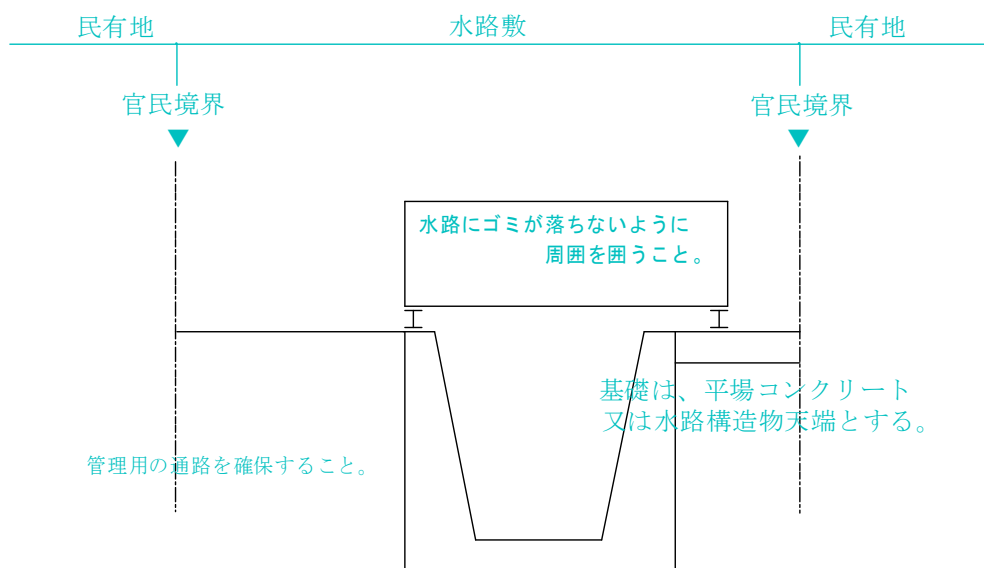 民有地
水路敷
民有地
官民境界
官民境界
水路にゴミが落ちないように
周囲を囲うこと。
基礎は、平場コンクリート
又は水路構造物天端とする。
管理用の通路を確保すること。